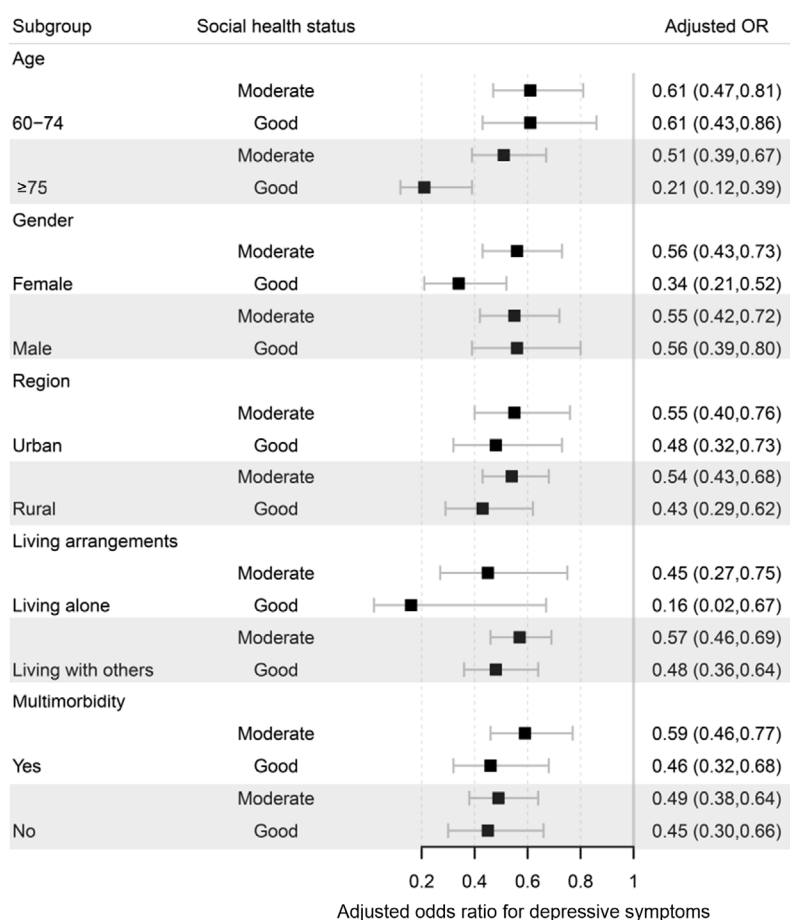 Subgroup Social health status Adjusted OR
Age
Moderate 0.61 (0.47,0.81)
60−74 Good 0.61 (0.43,0.86)
Moderate 0.51 (0.39,0.67)
≥75 Good 0.21 (0.12,0.39)
Gender
Moderate 0.56 (0.43,0.73)
Female Good 0.34 (0.21,0.52)
Moderate 0.55 (0.42,0.72)
Male Good 0.56 (0.39,0.80)
Region
Moderate 0.55 (0.40,0.76)
Urban Good 0.48 (0.32,0.73)
Moderate 0.54 (0.43,0.68)
Rural Good 0.43 (0.29,0.62)
Living arrangements
Moderate 0.45 (0.27,0.75)
Living alone Good 0.16 (0.02,0.67)
Moderate 0.57 (0.46,0.69)
Living with others Good 0.48 (0.36,0.64)
Multimorbidity
Moderate 0.59 (0.46,0.77)
Yes Good 0.46 (0.32,0.68)
Moderate 0.49 (0.38,0.64)
No Good 0.45 (0.30,0.66)
0.2 0.4 0.6 0.8 1
Adjusted odds ratio for depressive symptoms